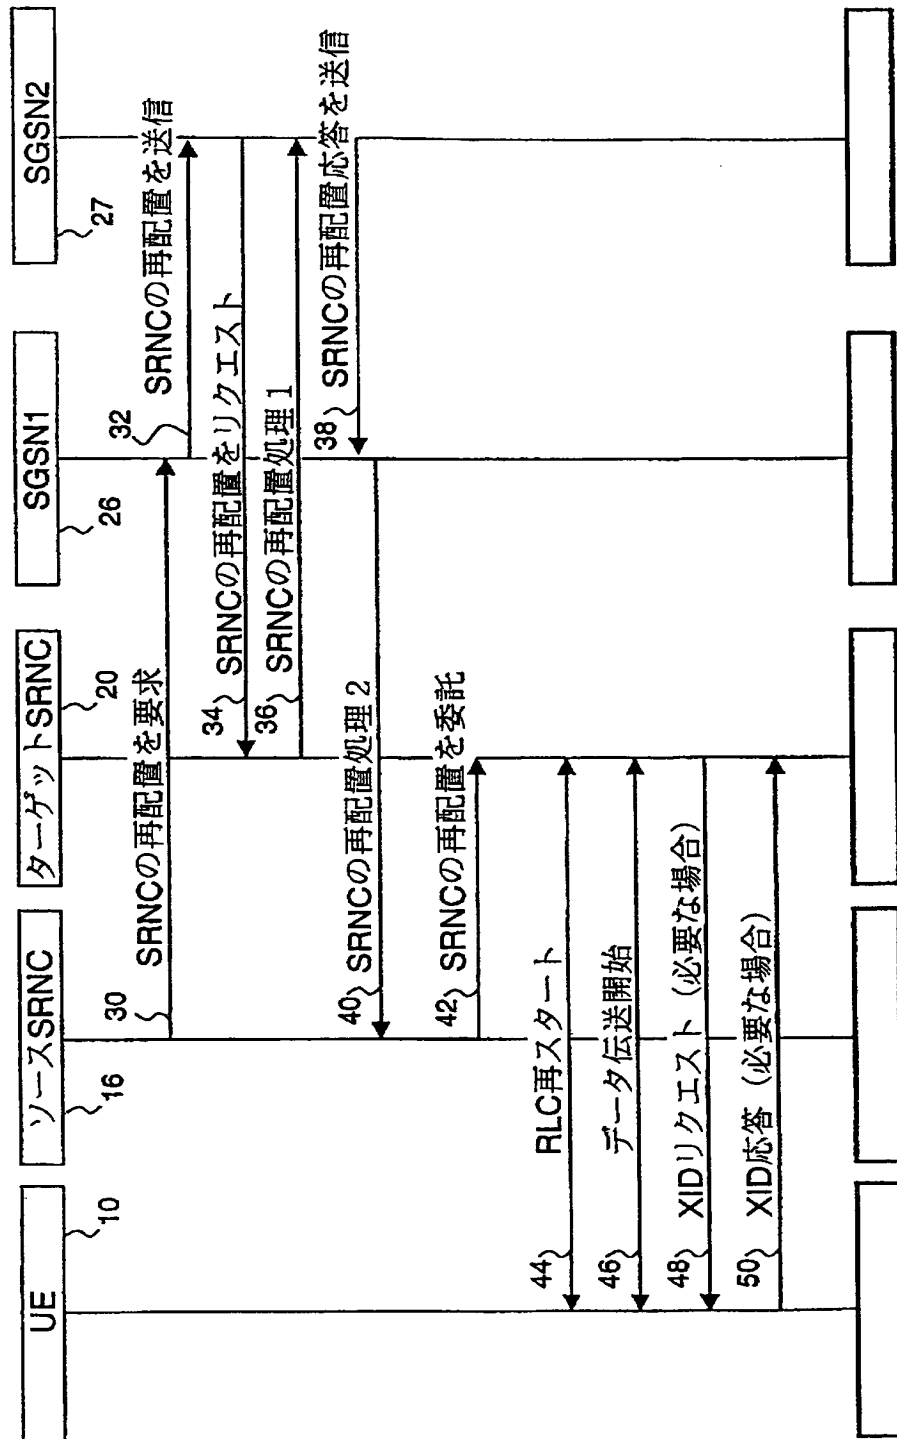 UE
10
ソースSRNC
16
ターゲットSRNC
20
SGSN1
26
SGSN2
27
30
SRNCの再配置を要求
32
SRNCの再配置を送信
34
SRNCの再配置をリクエスト
36
SRNCの再配置処理1
38
SRNCの再配置応答を送信
40
SRNCの再配置処理2
42
SRNCの再配置を委託
44
RLC再スタート
46
データ伝送開始
48
XIDリクエスト（必要な場合）
50
XID応答（必要な場合）